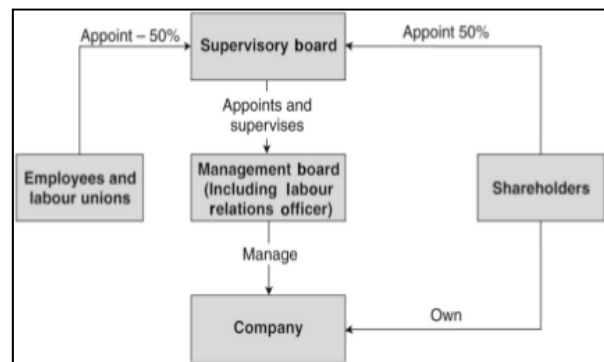 Appoint – 50%
Appoint 50%
Supervisory board
Appoints and
supervises
Employees and
labour unions
Management board
(Including labour
relations officer)
Shareholders
Manage
Own
Company